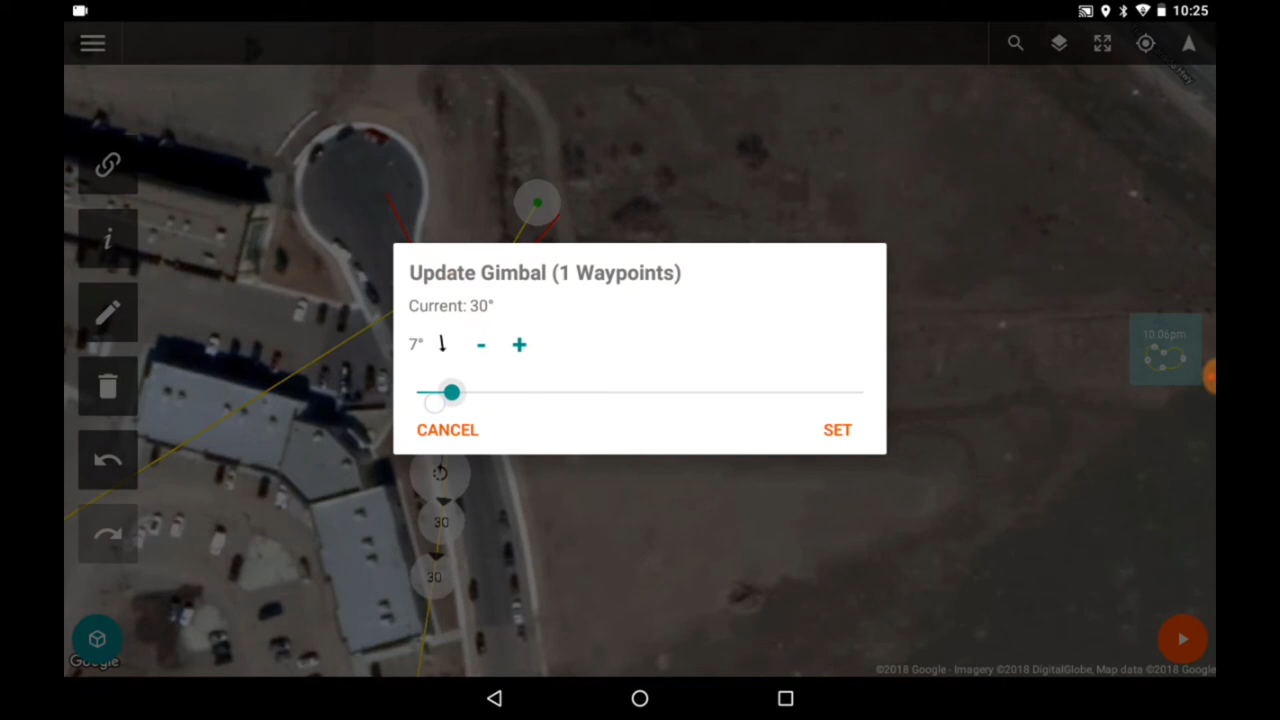 10:25
Update Gimbal (1 Waypoints)
Current: 30°
7° - +
10:06pm
CANCEL SET
30
30
Google
©2018 Google - Imagery ©2018 DigitalGlobe, Map data ©2018 Google